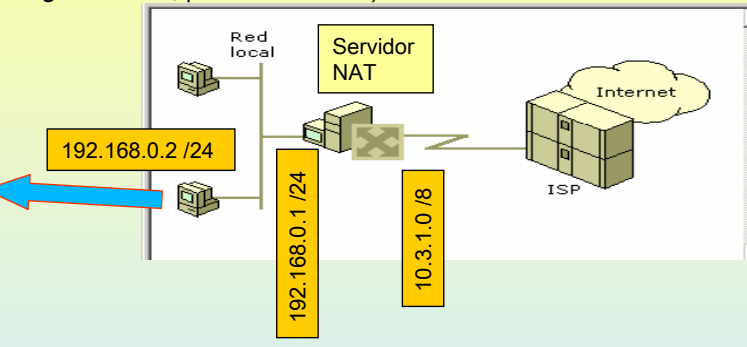 Red
local
Servidor
NAT
Internet
192.168.0.2 /24
ISP
192.168.0.1 /24
10.3.1.0 /8